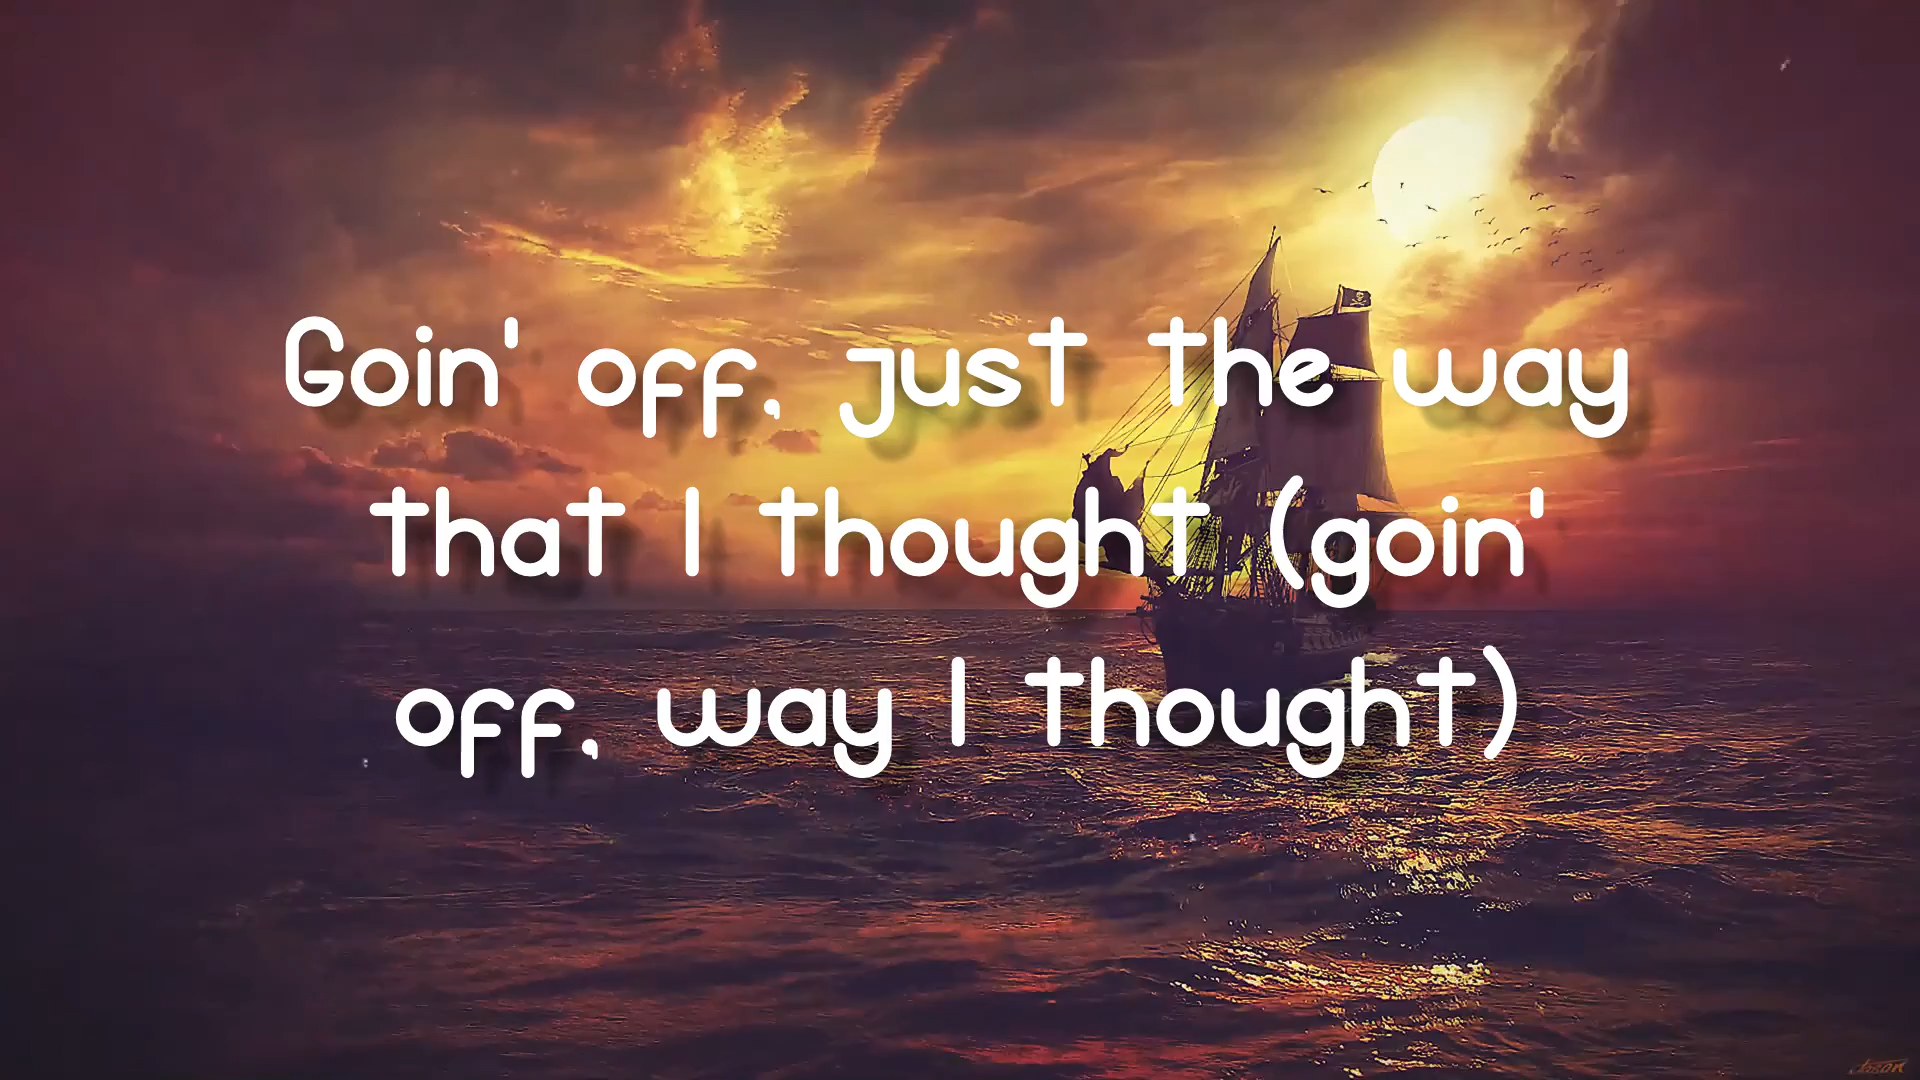 Goin' off, just the way
that I thought (goin'
off, way I thought)